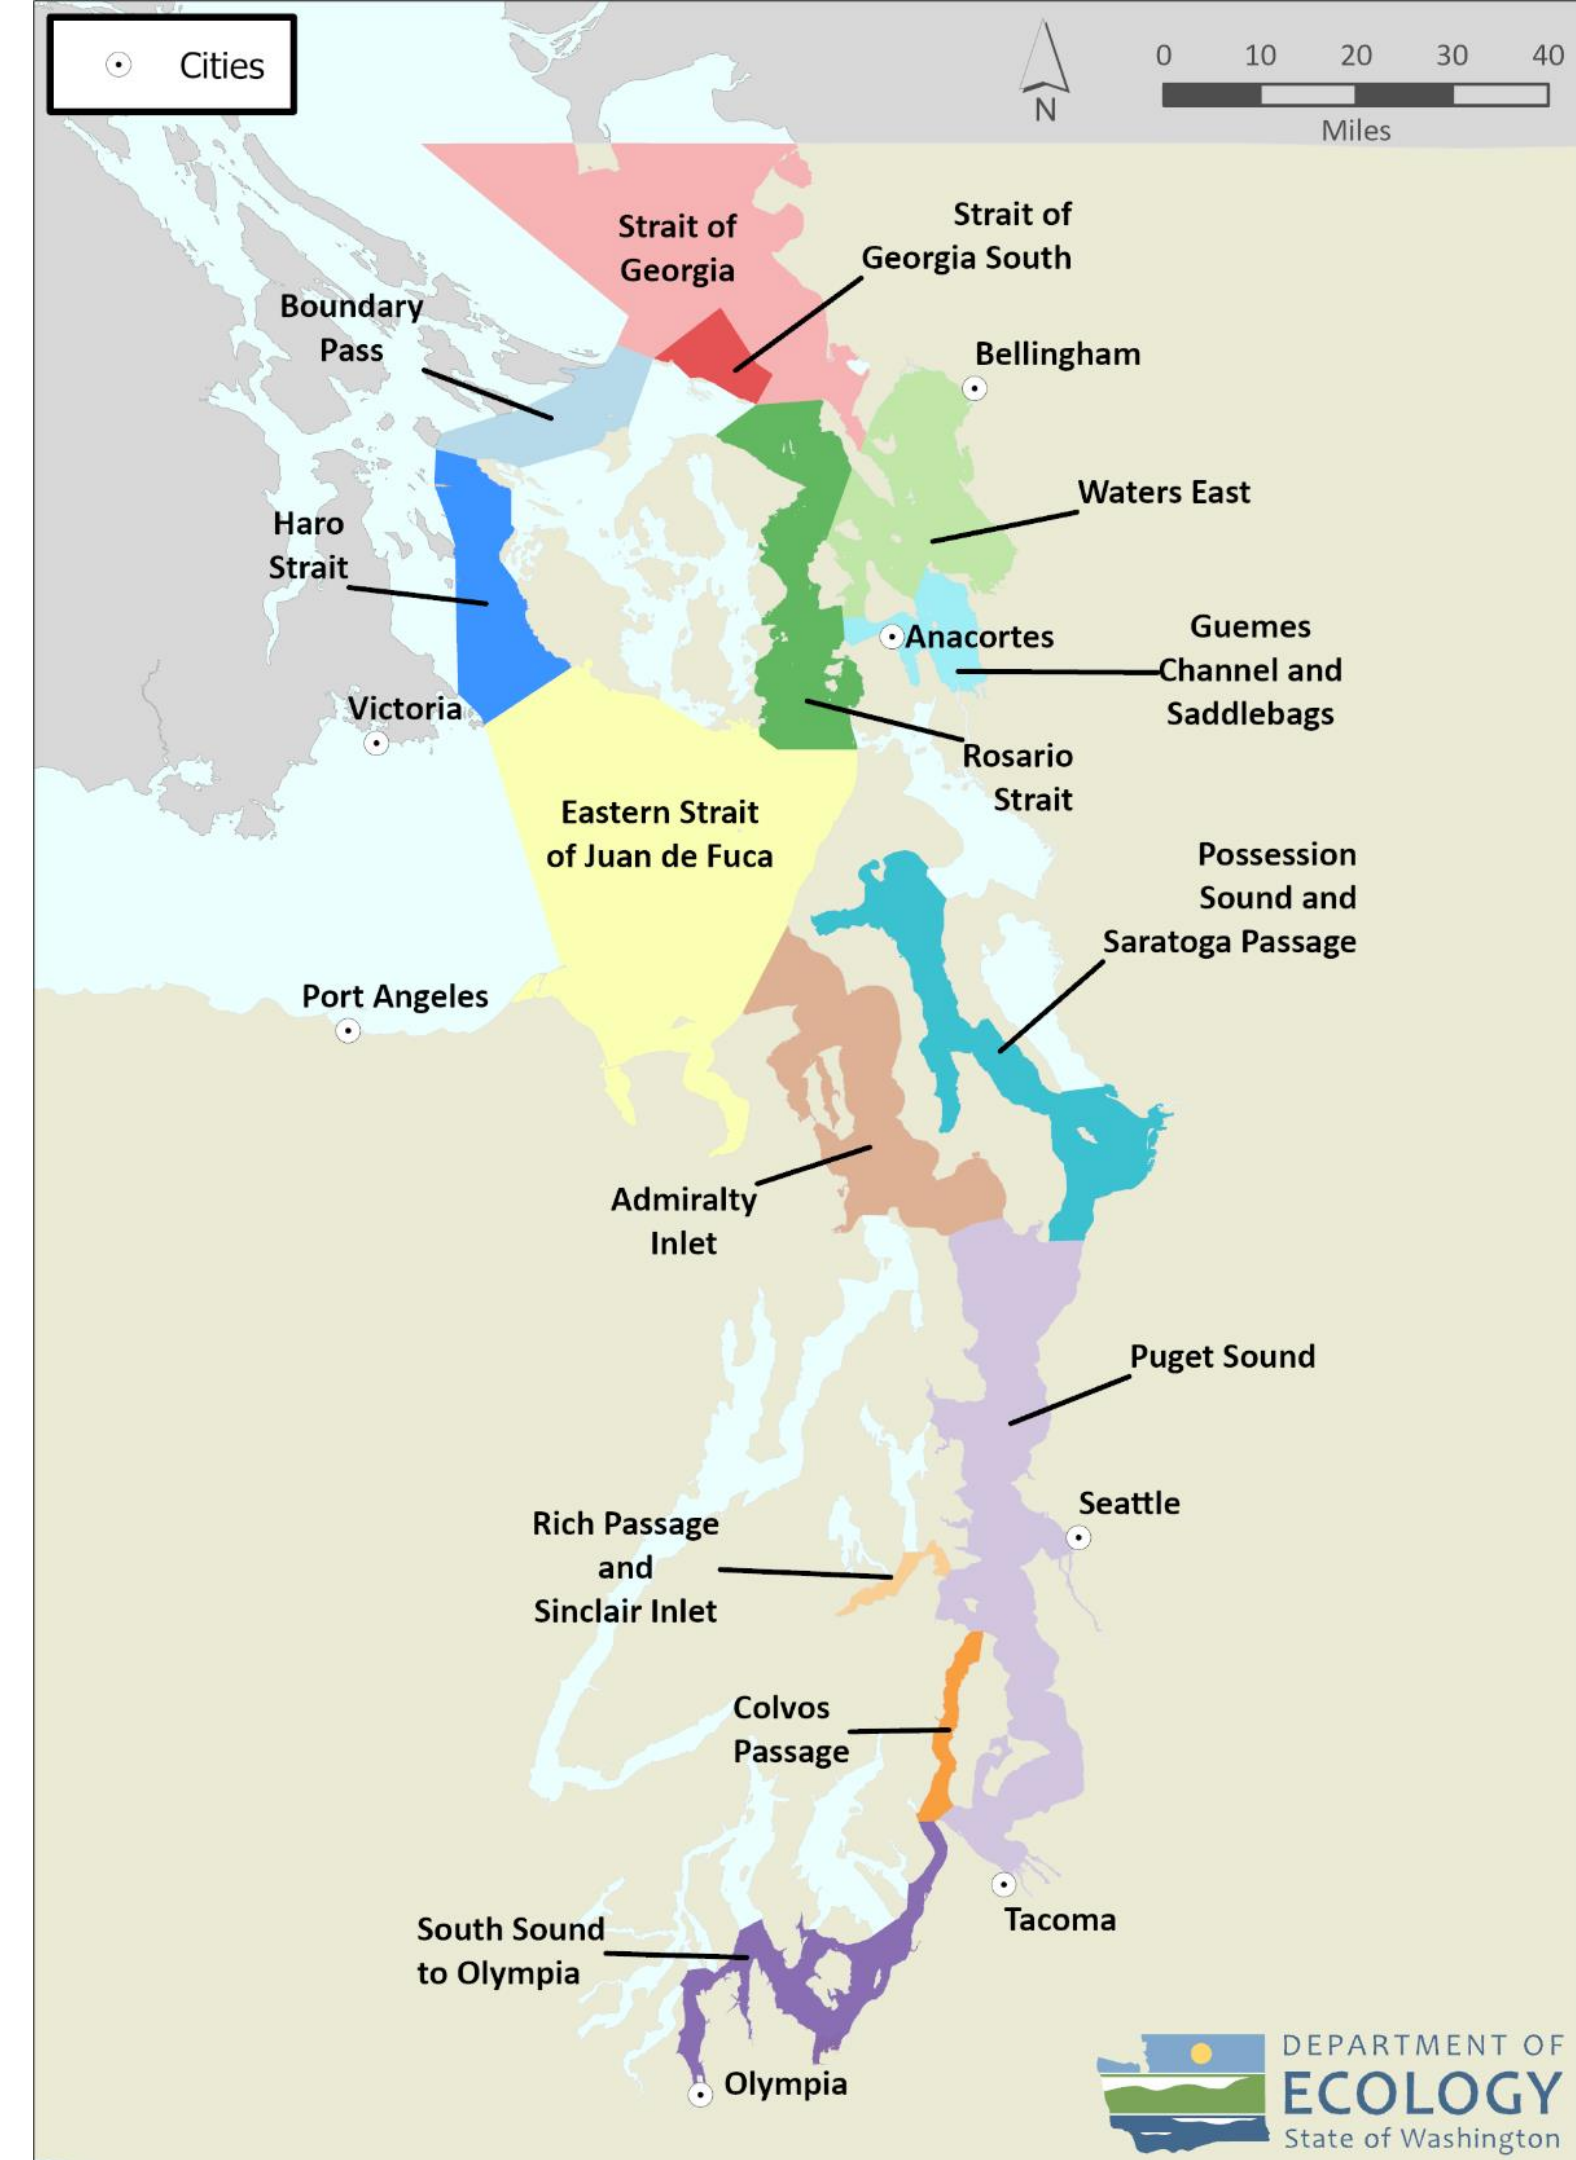 Cities
N
0 10 20 30 40
Miles
Strait of
Georgia
Strait of
Georgia South
Boundary
Pass
Bellingham
Waters East
Haro
Strait
Anacortes
Guemes
Channel and
Saddlebags
Victoria
Rosario
Strait
Eastern Strait
of Juan de Fuca
Possession
Sound and
Saratoga Passage
Port Angeles
Admiralty
Inlet
Puget Sound
Seattle
Rich Passage
and
Sinclair Inlet
Colvos
Passage
Tacoma
South Sound
to Olympia
Olympia
DEPARTMENT OF
ECOLOGY
State of Washington